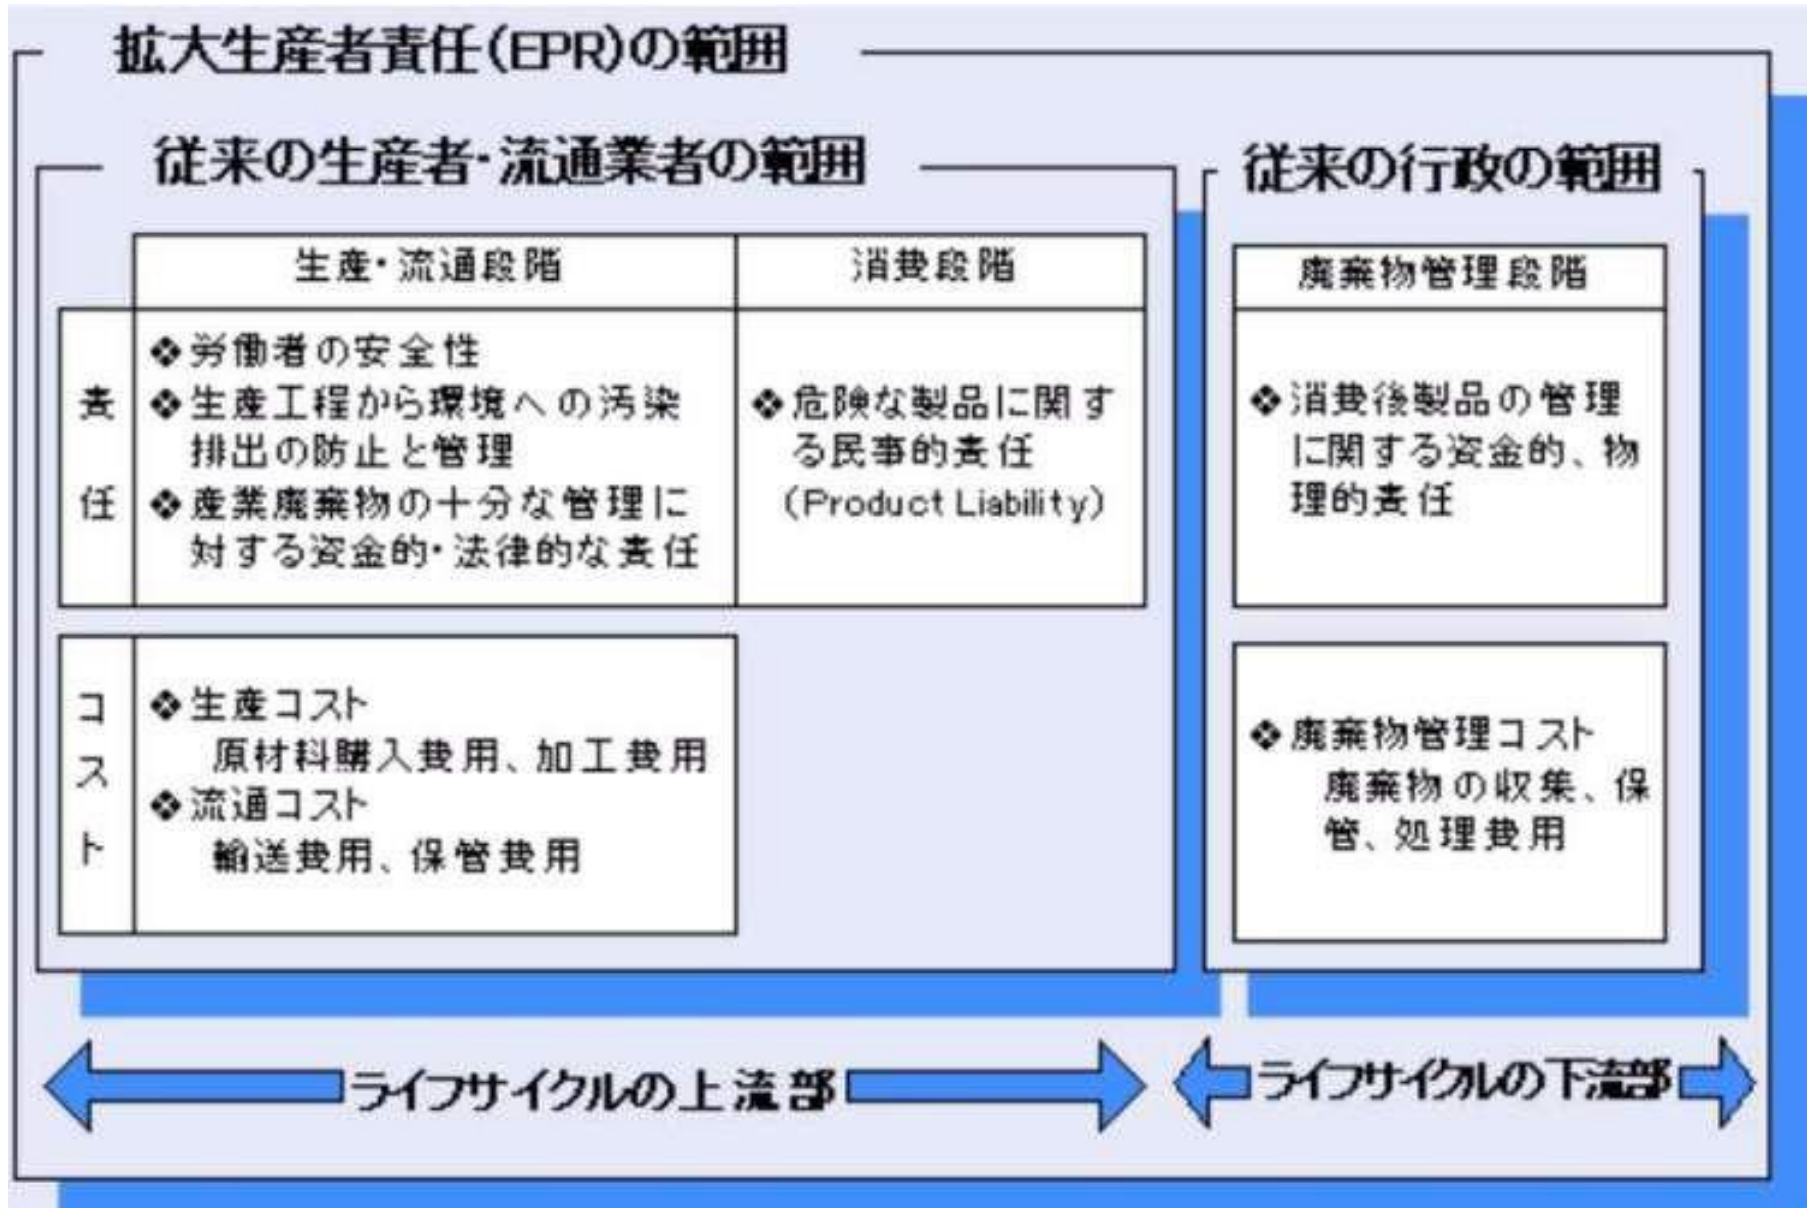 拡大生産者責任(EPR)の範囲
従来の生産者・流通業者の範囲
従来の行政の範囲
生産・流通段階
消費段階
廃棄物管理段階
責任
❖労働者の安全性
❖生産工程から環境への汚染
排出の防止と管理
❖産業廃棄物の十分な管理に
対する資金的・法律的な責任
❖危険な製品に関す
る民事的責任
(Product Liability)
❖消費後製品の管理
に関する資金的、物
理的責任
コスト
❖生産コスト
原材料購入費用、加工費用
❖流通コスト
輸送費用、保管費用
❖廃棄物管理コスト
廃棄物の収集、保
管、処理費用
ライフサイクルの上流部
ライフサイクルの下流部